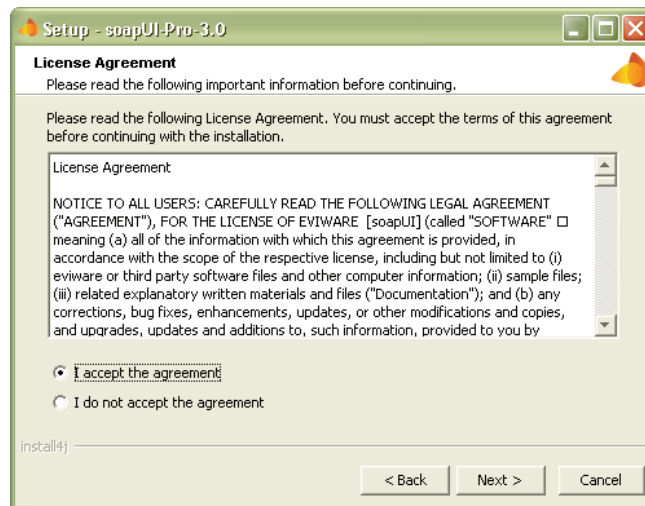 Setup - soapUI-Pro-3.0
License Agreement
Please read the following important information before continuing.
Please read the following License Agreement. You must accept the terms of this agreement
before continuing with the installation.
License Agreement
NOTICE TO ALL USERS: CAREFULLY READ THE FOLLOWING LEGAL AGREEMENT
("AGREEMENT"), FOR THE LICENSE OF EVIWARE [soapUI] (called "SOFTWARE" □
meaning (a) all of the information with which this agreement is provided, in
accordance with the scope of the respective license, including but not limited to (i)
eviware or third party software files and other computer information; (ii) sample files;
(iii) related explanatory written materials and files ("Documentation"); and (b) any
corrections, bug fixes, enhancements, updates, or other modifications and copies,
and upgrades, updates and additions to, such information, provided to you by
I accept the agreement
I do not accept the agreement
install4j
< Back
Next >
Cancel